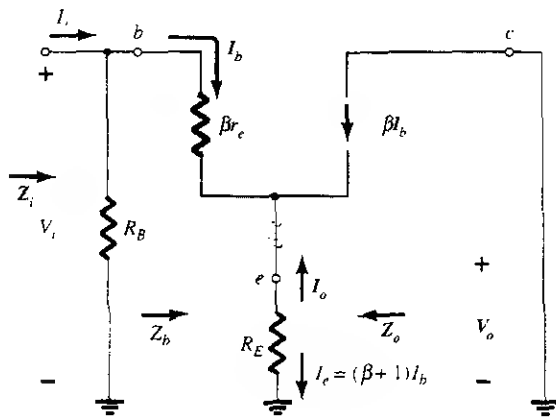 I_i
b
I_b
c
+
βr_e
βI_b
Z_i
V_i
R_B
e
I_o
+
Z_b
Z_o
R_E
V_o
I_e = (β + 1)I_b
−
−